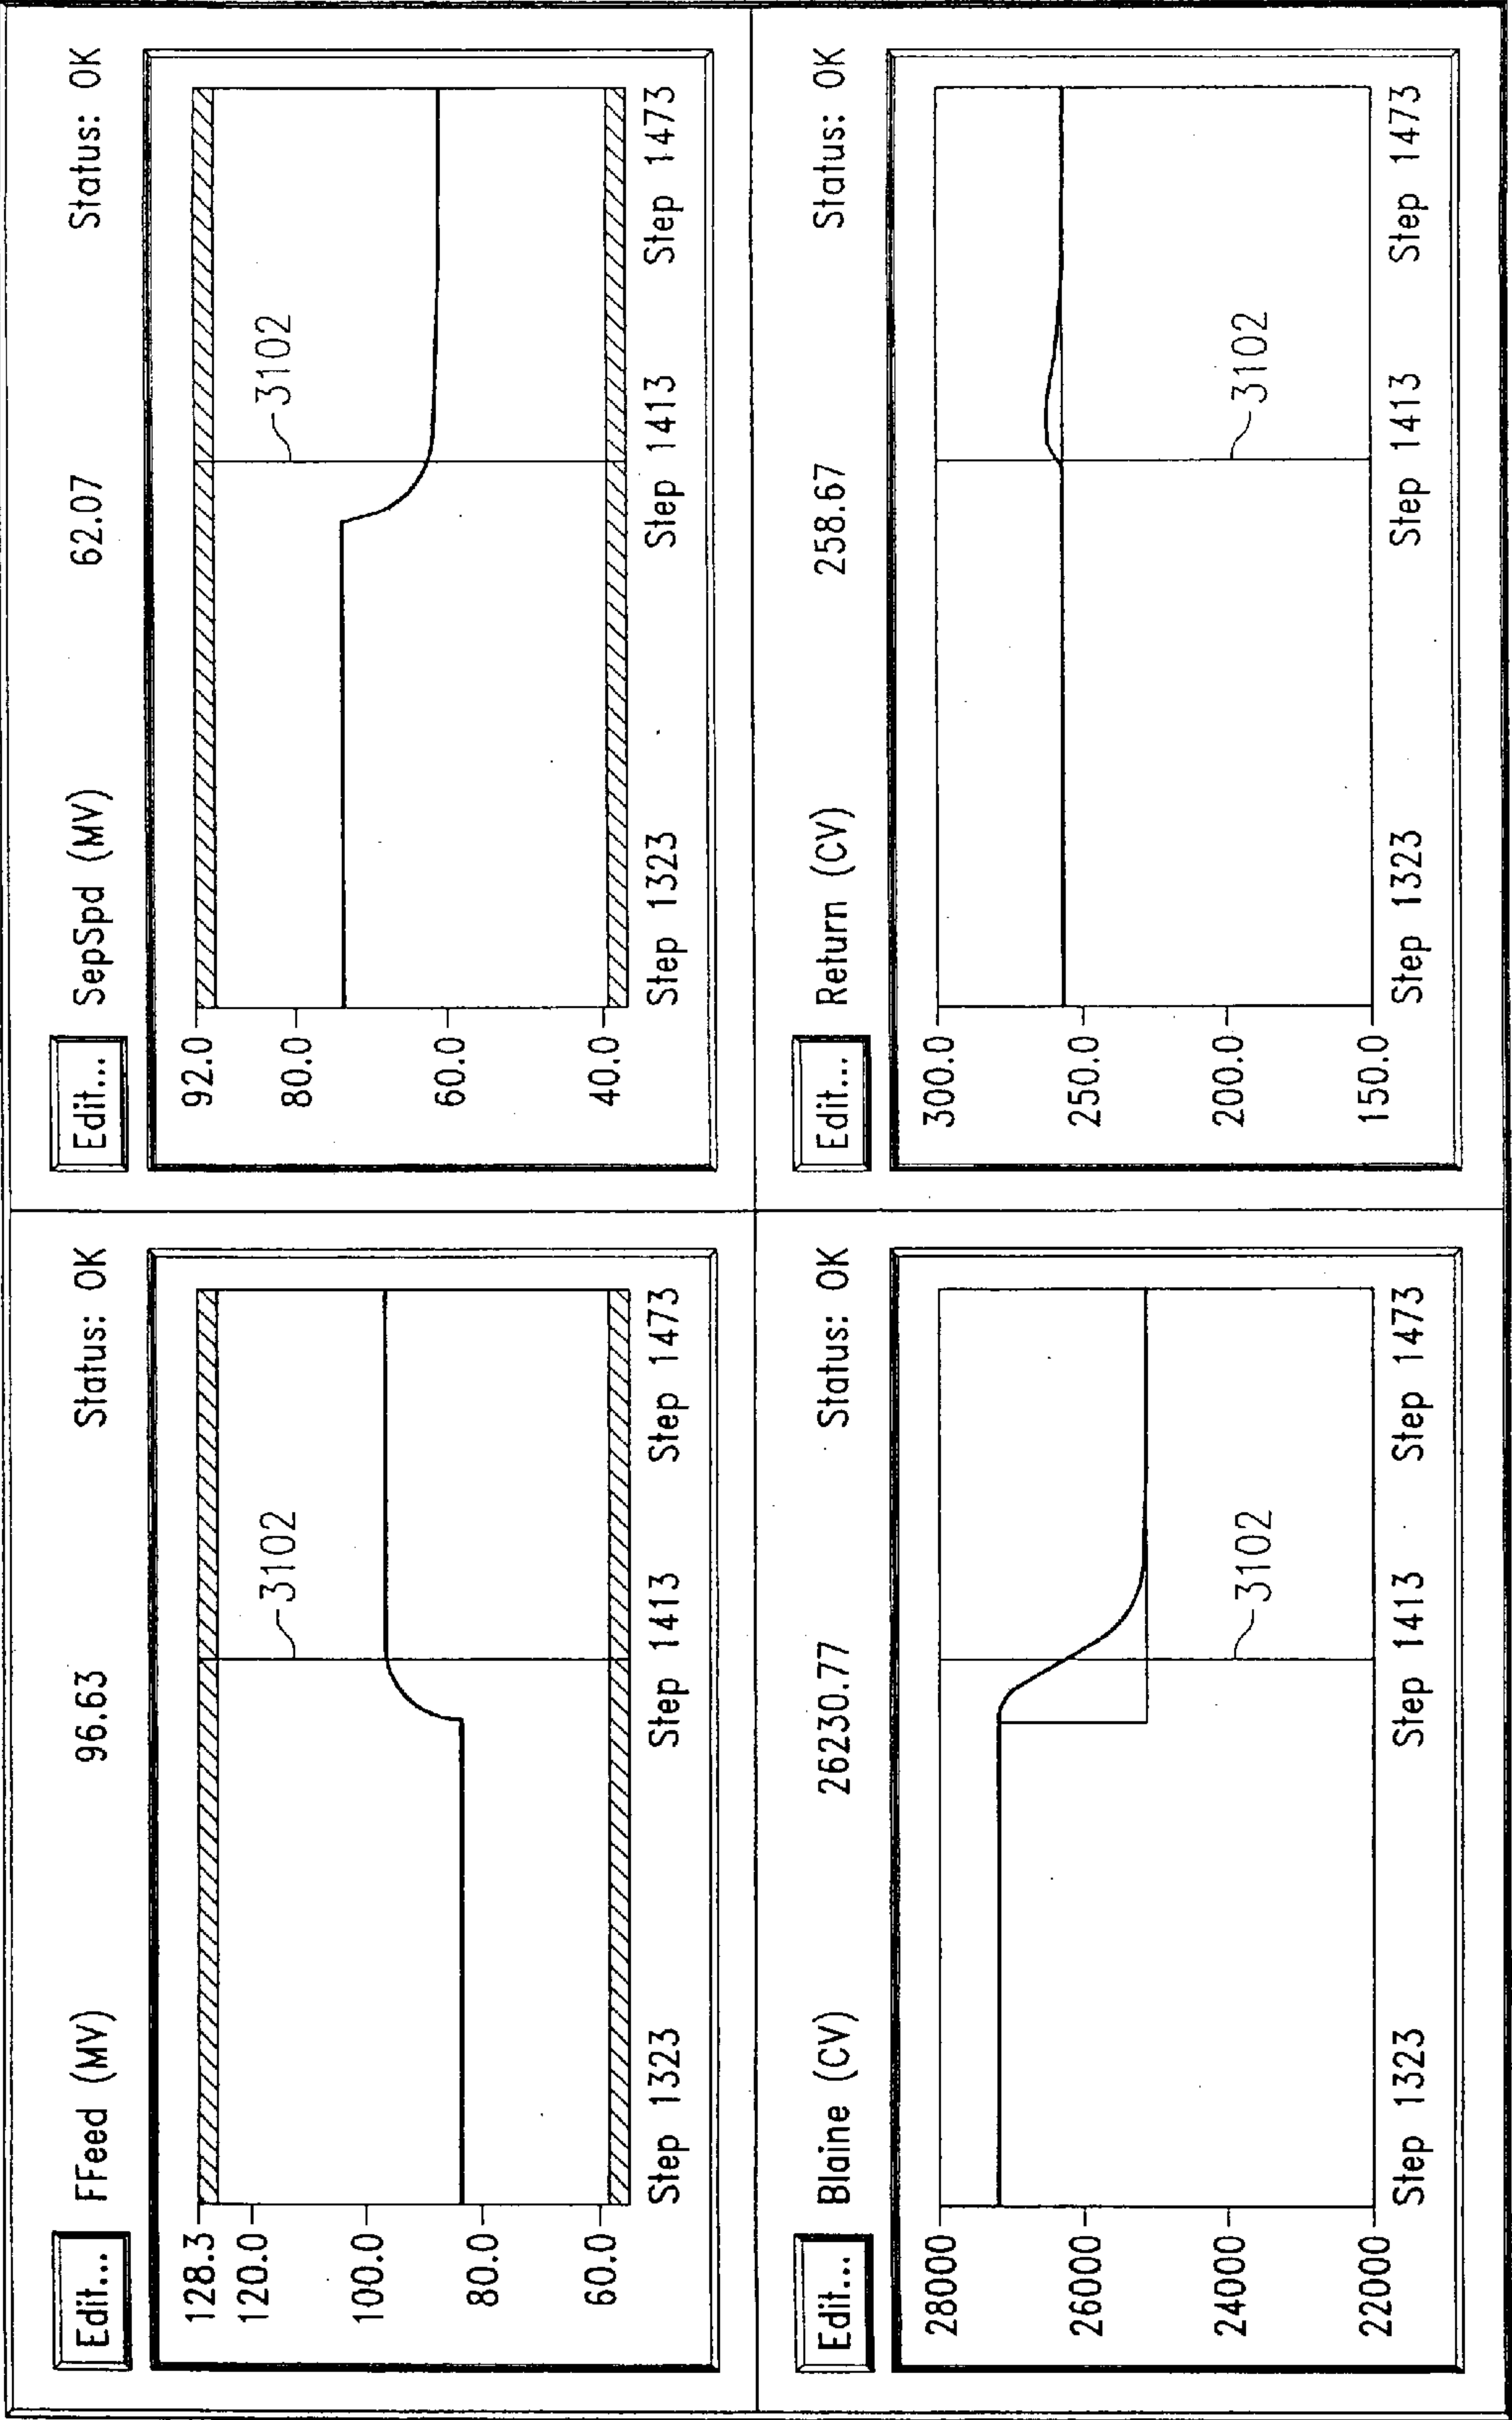 Edit... FFeed (MV) 96.63 Status: OK
128.3
120.0
100.0
80.0
60.0
3102
Step 1323 Step 1413 Step 1473
Edit... SepSpd (MV) 62.07 Status: OK
92.0
80.0
60.0
40.0
3102
Step 1323 Step 1413 Step 1473
Edit... Blaine (CV) 26230.77 Status: OK
28000
26000
24000
22000
3102
Step 1323 Step 1413 Step 1473
Edit... Return (CV) 258.67 Status: OK
300.0
250.0
200.0
150.0
3102
Step 1323 Step 1413 Step 1473